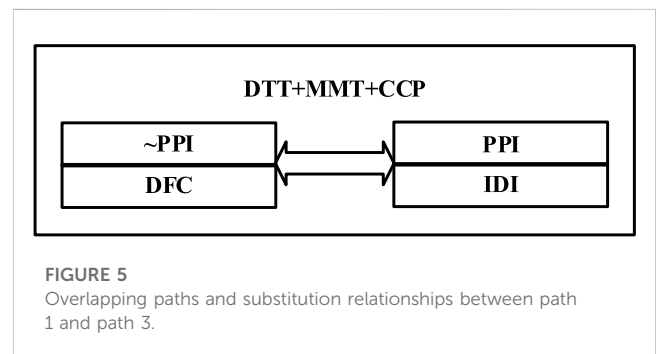 DTT+MMT+CCP
~PPI PPI
DFC IDI
FIGURE 5
Overlapping paths and substitution relationships between path
1 and path 3.